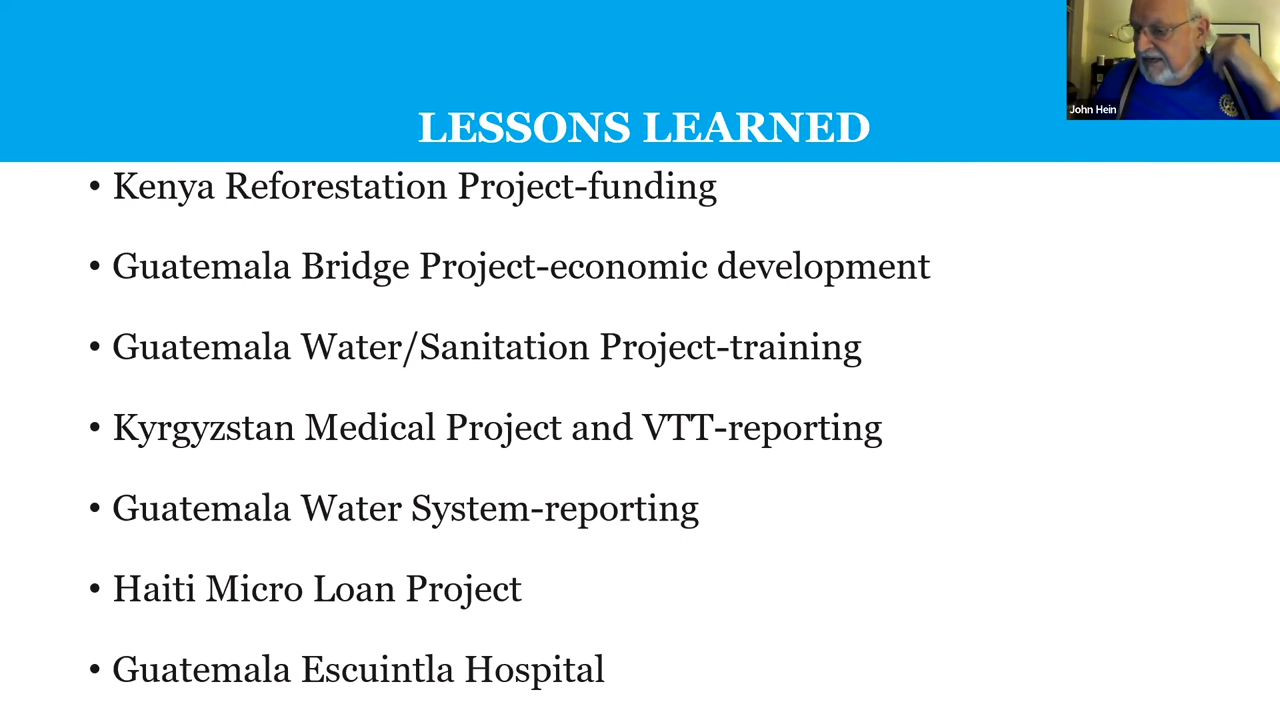 John Hein
LESSONS LEARNED
• Kenya Reforestation Project-funding
• Guatemala Bridge Project-economic development
• Guatemala Water/Sanitation Project-training
• Kyrgyzstan Medical Project and VTT-reporting
• Guatemala Water System-reporting
• Haiti Micro Loan Project
• Guatemala Escuintla Hospital